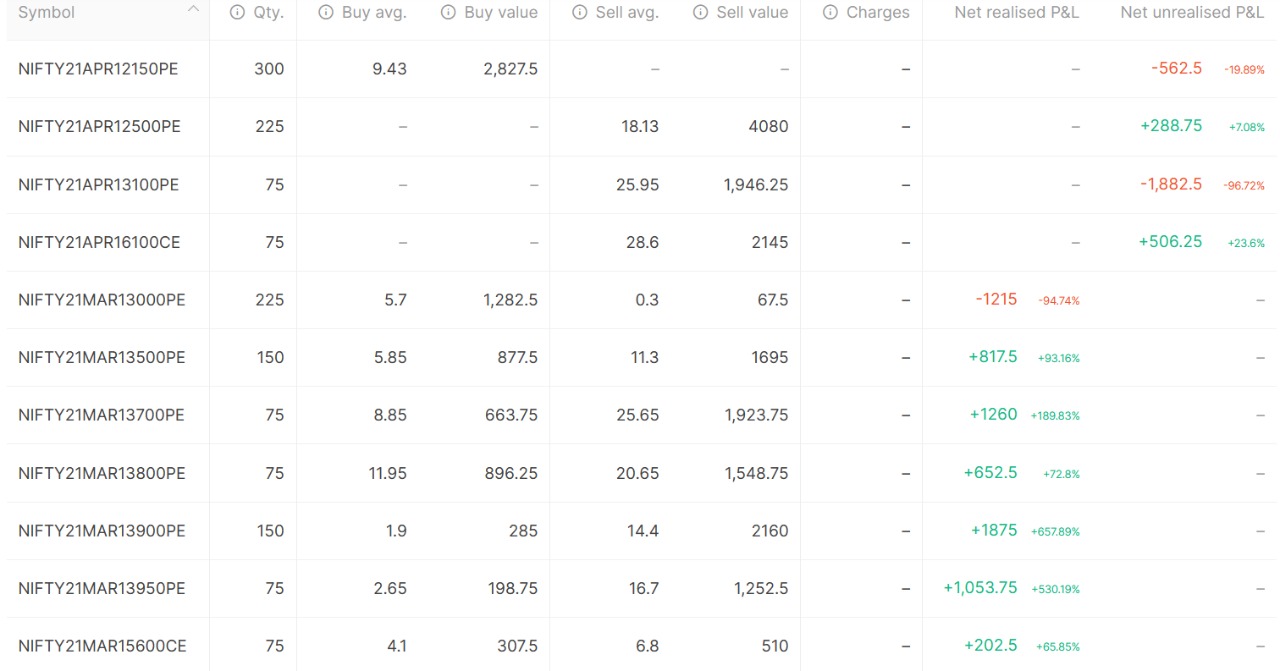 Symbol Qty. Buy avg. Buy value Sell avg. Sell value Charges Net realised P&L Net unrealised P&L
NIFTY21APR12150PE 300 9.43 2,827.5 – – – – -562.5 -19.89%
NIFTY21APR12500PE 225 – – 18.13 4080 – – +288.75 +7.08%
NIFTY21APR13100PE 75 – – 25.95 1,946.25 – – -1,882.5 -96.72%
NIFTY21APR16100CE 75 – – 28.6 2145 – – +506.25 +23.6%
NIFTY21MAR13000PE 225 5.7 1,282.5 0.3 67.5 – -1215 -94.74% –
NIFTY21MAR13500PE 150 5.85 877.5 11.3 1695 – +817.5 +93.16% –
NIFTY21MAR13700PE 75 8.85 663.75 25.65 1,923.75 – +1260 +189.83% –
NIFTY21MAR13800PE 75 11.95 896.25 20.65 1,548.75 – +652.5 +72.8% –
NIFTY21MAR13900PE 150 1.9 285 14.4 2160 – +1875 +657.89% –
NIFTY21MAR13950PE 75 2.65 198.75 16.7 1,252.5 – +1,053.75 +530.19% –
NIFTY21MAR15600CE 75 4.1 307.5 6.8 510 – +202.5 +65.85% –